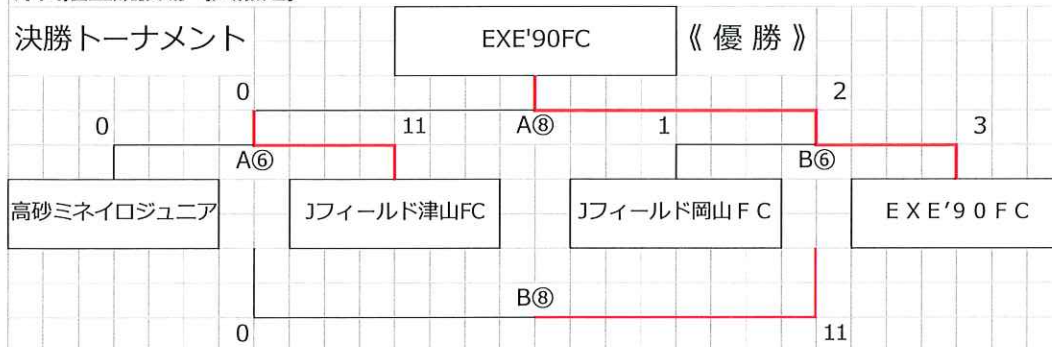 決勝トーナメント
EXE'90FC
《 優 勝 》
0
2
0
11
A⑧
1
3
A⑥
B⑥
高砂ミネイロジュニア
Jフィールド津山FC
Jフィールド岡山ＦＣ
ＥＸＥ’９０ＦＣ
B⑧
0
11